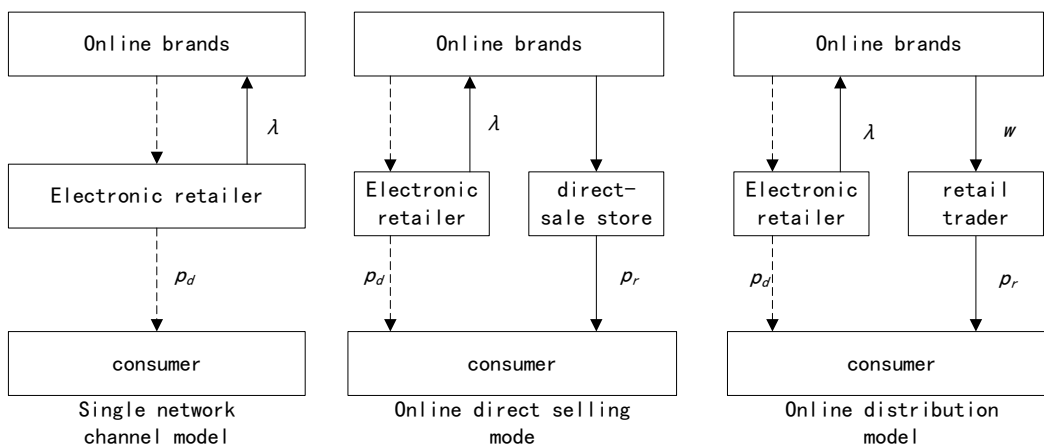 Online brands
λ
Electronic retailer
p_d
consumer
Single network
channel model
Online brands
λ
Electronic
retailer
direct-
sale store
p_d
p_r
consumer
Online direct selling
mode
Online brands
λ
w
Electronic
retailer
retail
trader
p_d
p_r
consumer
Online distribution
model